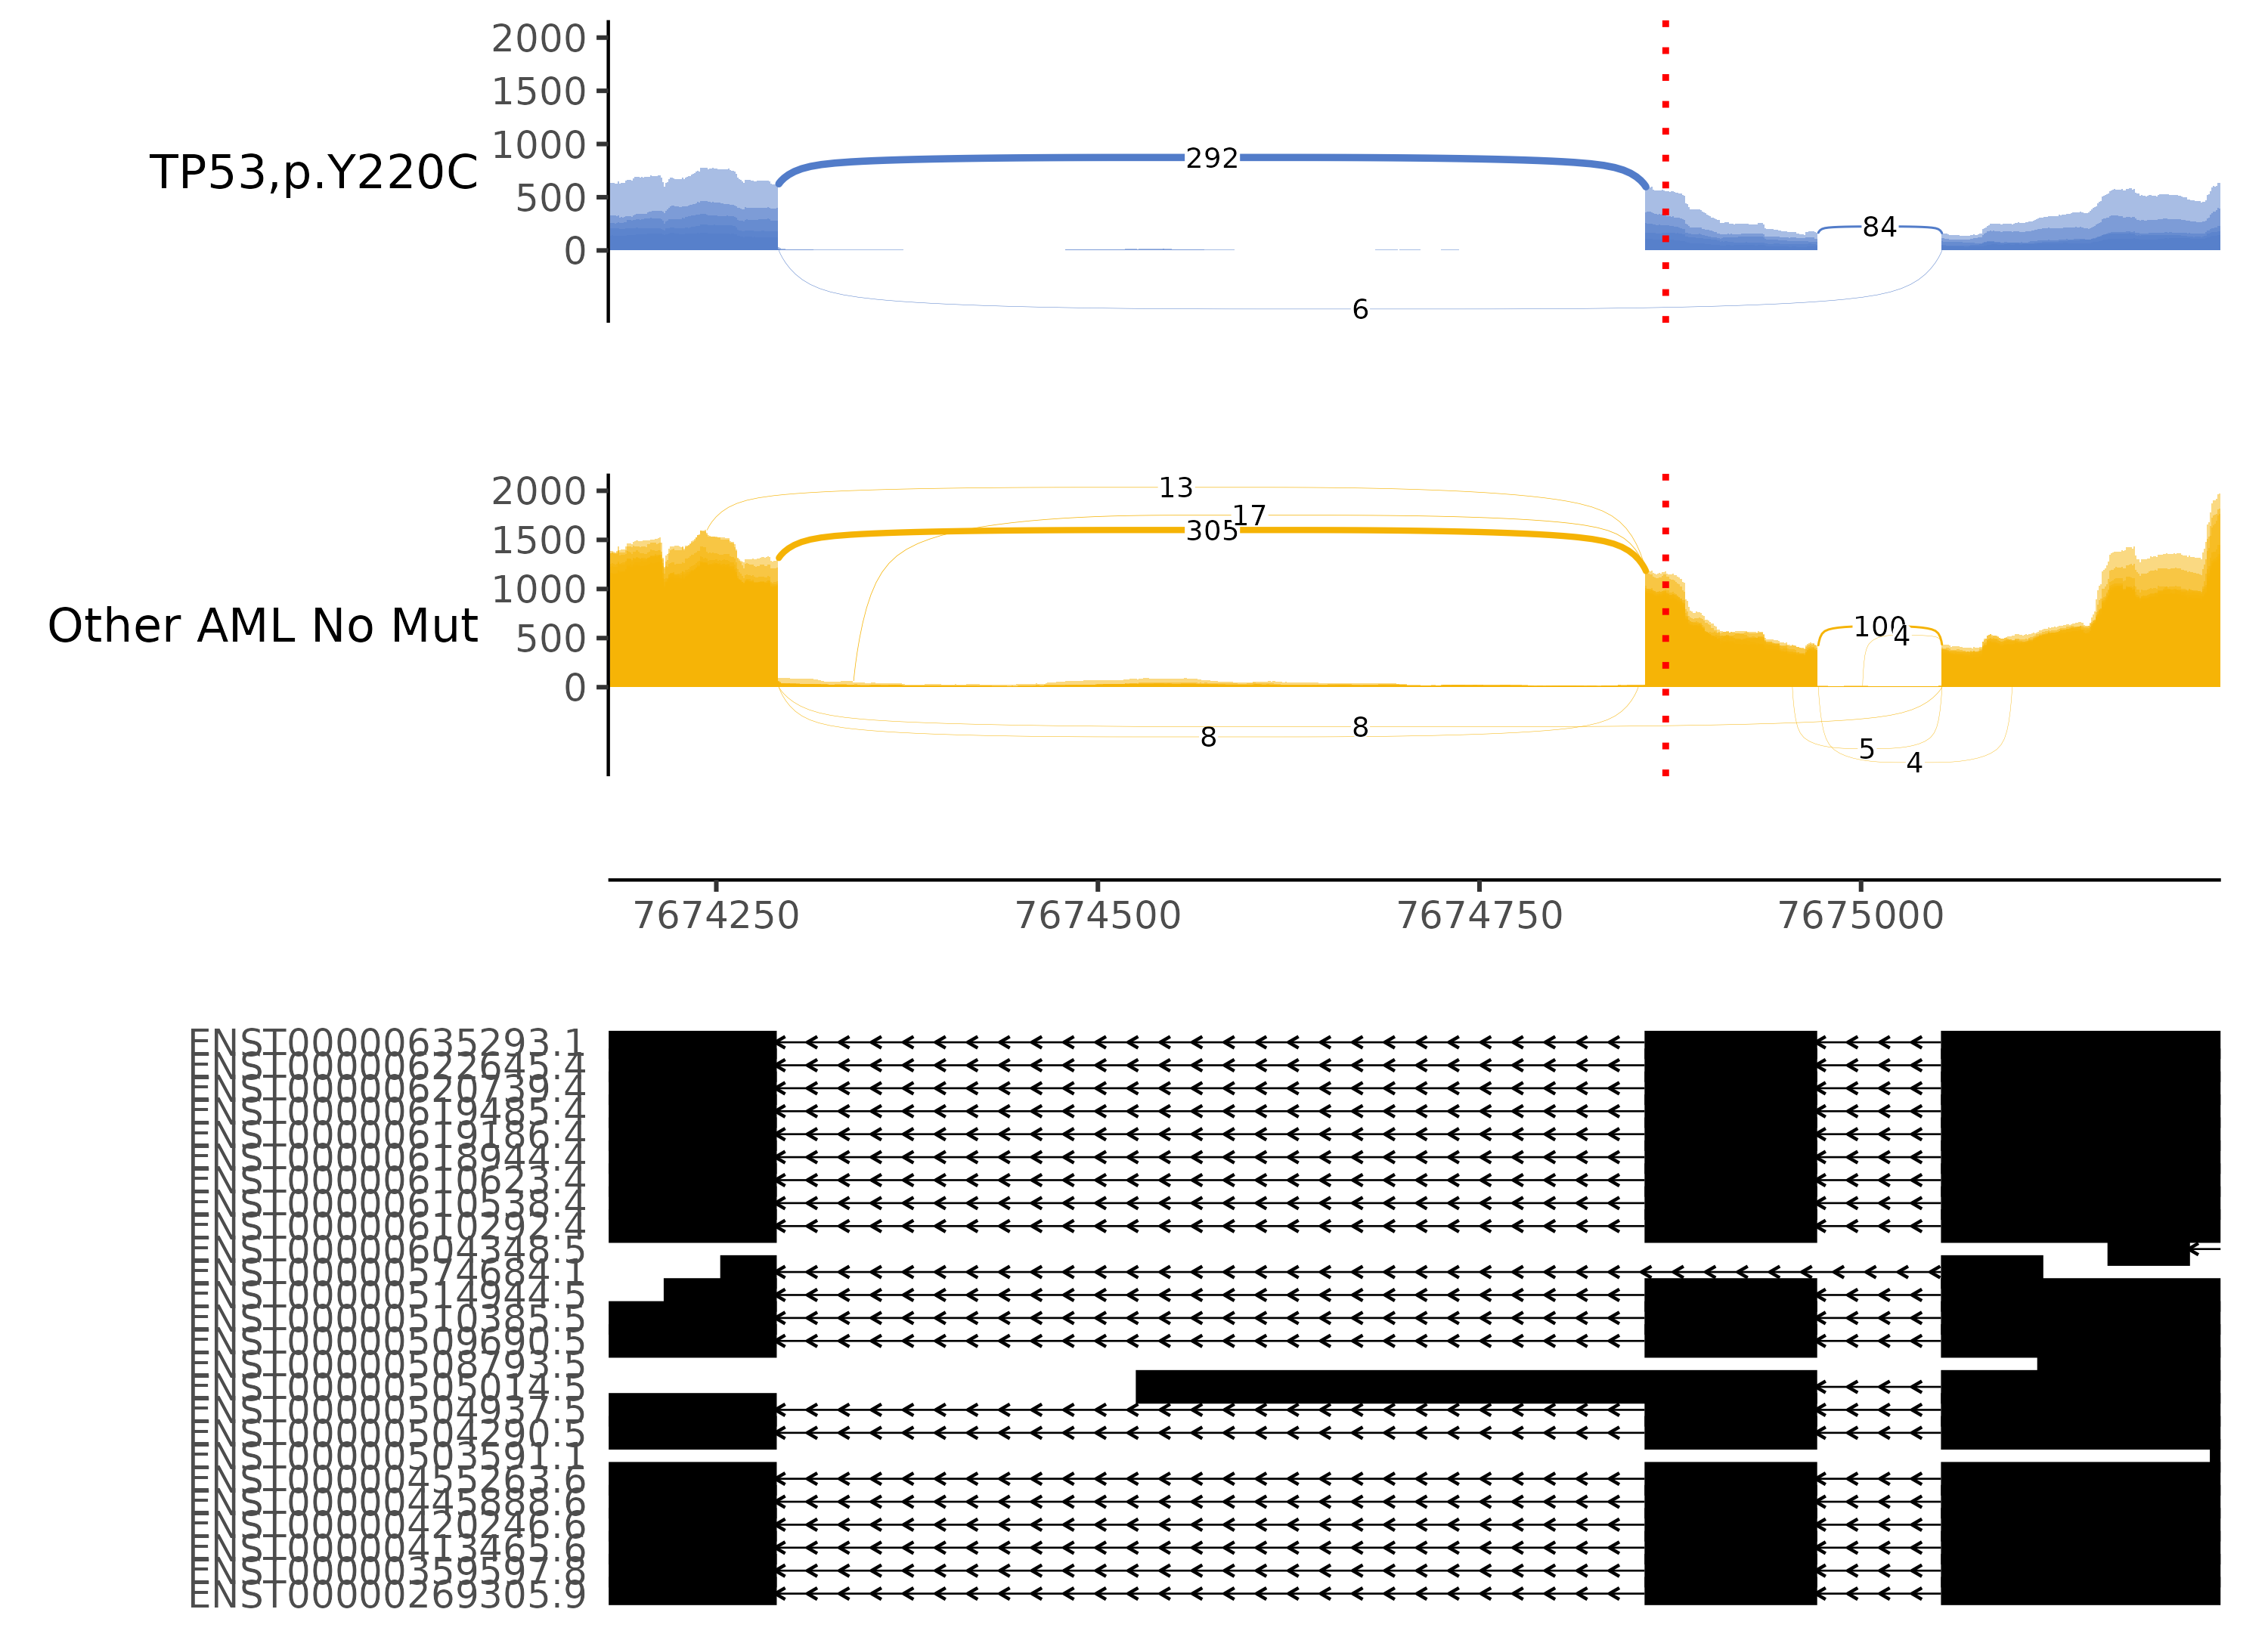 2000
1500
1000
500
0
TP53,p.Y220C
292
84
6
2000
1500
1000
500
0
Other AML No Mut
13
17
305
100
4
8
8
5
4
7674250 7674500 7674750 7675000
ENST00000635293.1
ENST00000622645.4
ENST00000620739.4
ENST00000619485.4
ENST00000619186.4
ENST00000618944.4
ENST00000610623.4
ENST00000610538.4
ENST00000610292.4
ENST00000604348.5
ENST00000574684.1
ENST00000514944.5
ENST00000510385.5
ENST00000509690.5
ENST00000508793.5
ENST00000505014.5
ENST00000504937.5
ENST00000504290.5
ENST00000503591.1
ENST00000455263.6
ENST00000445888.6
ENST00000420246.6
ENST00000413465.6
ENST00000359597.8
ENST00000269305.9